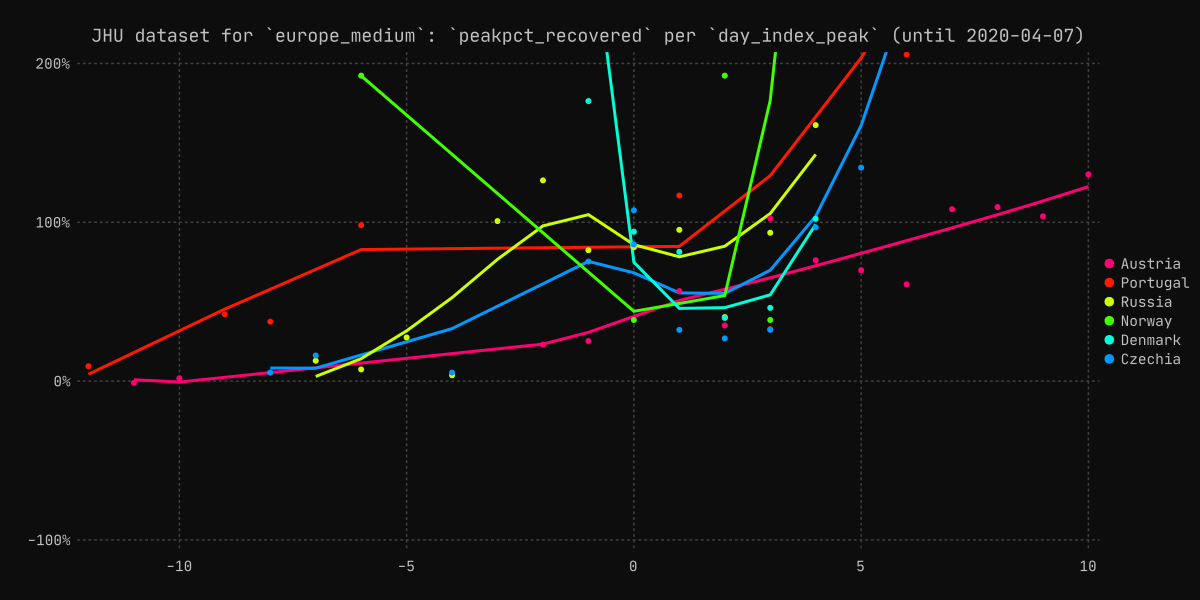 JHU dataset for `europe_medium`: `peakpct_recovered` per `day_index_peak` (until 2020-04-07)
200%
100%
0%
-100%
-10
-5
0
5
10
Austria
Portugal
Russia
Norway
Denmark
Czechia